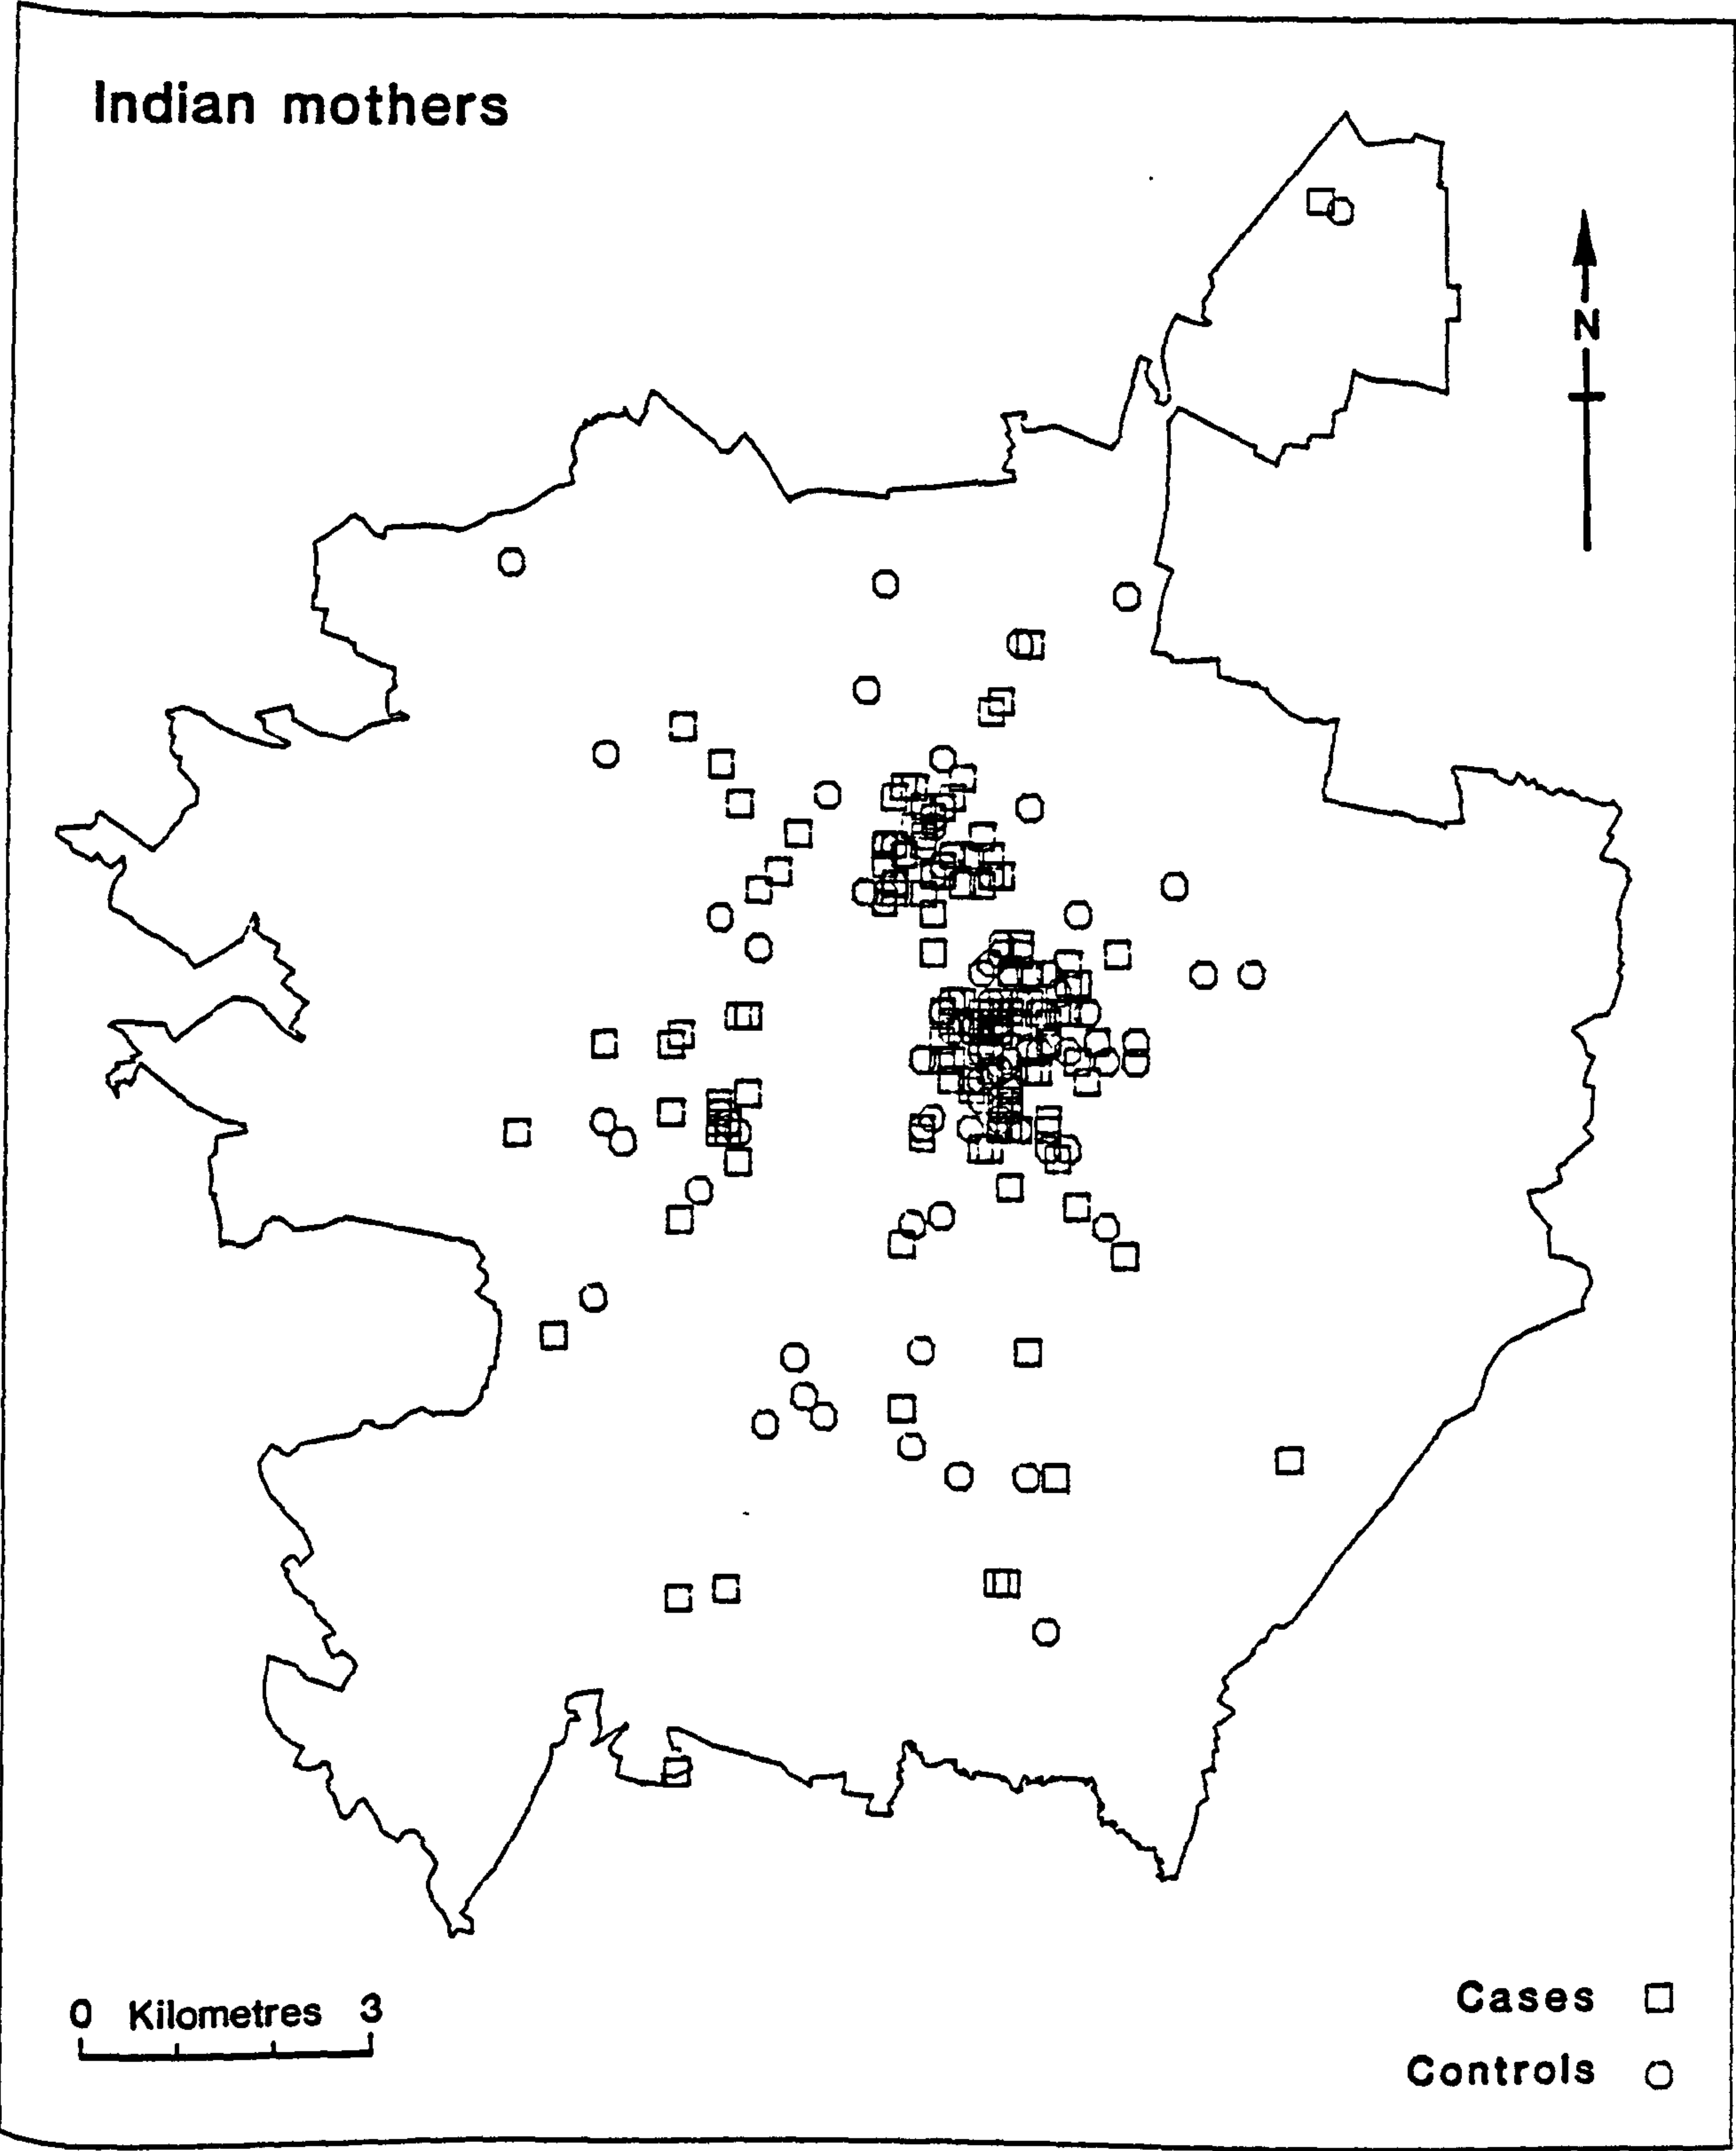 Indian mothers
N
0 Kilometres 3
Cases
Controls